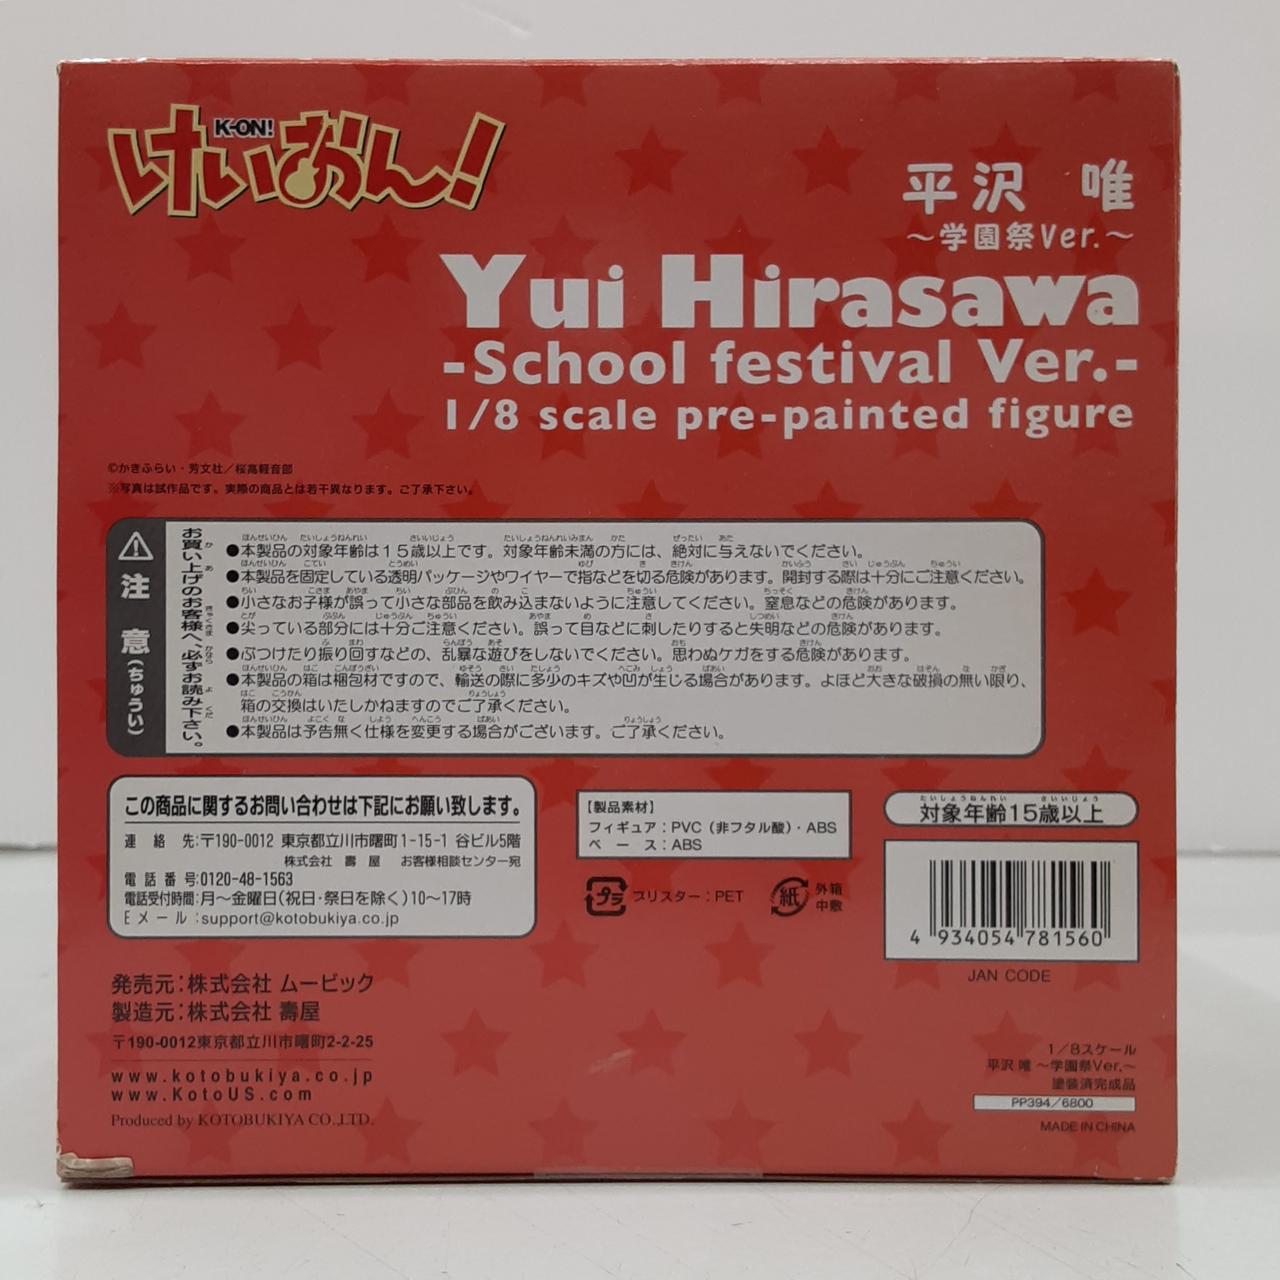 K-ON!
けいおん!
平沢 唯
～学園祭Ver.～
Yui Hirasawa
-School festival Ver.-
1/8 scale pre-painted figure
©かきふらい・芳文社／桜高軽音部
※写真は試作品です。実際の商品とは若干異なります。ご了承下さい。
注意(ちゅうい)
お買い上げのお客様へ、必ずお読み下さい。
●本製品の対象年齢は15歳以上です。対象年齢未満の方には、絶対に与えないでください。
●本製品を固定している透明パッケージやワイヤーで指などを切る危険があります。開封する際は十分にご注意ください。
●小さなお子様が誤って小さな部品を飲み込まないように注意してください。窒息などの危険があります。
●尖っている部分には十分ご注意ください。誤って目などに刺したりすると失明などの危険があります。
●ぶつけたり振り回すなどの、乱暴な遊びをしないでください。思わぬケガをする危険があります。
●本製品の箱は梱包材ですので、輸送の際に多少のキズや凹が生じる場合があります。よほど大きな破損の無い限り、
箱の交換はいたしかねますのでご了承ください。
●本製品は予告無く仕様を変更する場合がございます。ご了承ください。
この商品に関するお問い合わせは下記にお願い致します。
連絡先:〒190-0012 東京都立川市曙町1-15-1 谷ビル5階
株式会社 壽屋 お客様相談センター宛
電話番号:0120-48-1563
電話受付時間:月～金曜日(祝日・祭日を除く)10～17時
Eメール:support@kotobukiya.co.jp
【製品素材】
フィギュア：PVC（非フタル酸）・ABS
ベース：ABS
プラ
ブリスター：PET
紙
外箱
中敷
対象年齢15歳以上
4 934054 781560
JAN CODE
発売元：株式会社 ムービック
製造元：株式会社 壽屋
〒190-0012東京都立川市曙町2-2-25
www.kotobukiya.co.jp
www.KotoUS.com
Produced by KOTOBUKIYA CO.,LTD.
1/8スケール
平沢 唯 ～学園祭Ver.～
塗装済完成品
PP394/6800
MADE IN CHINA